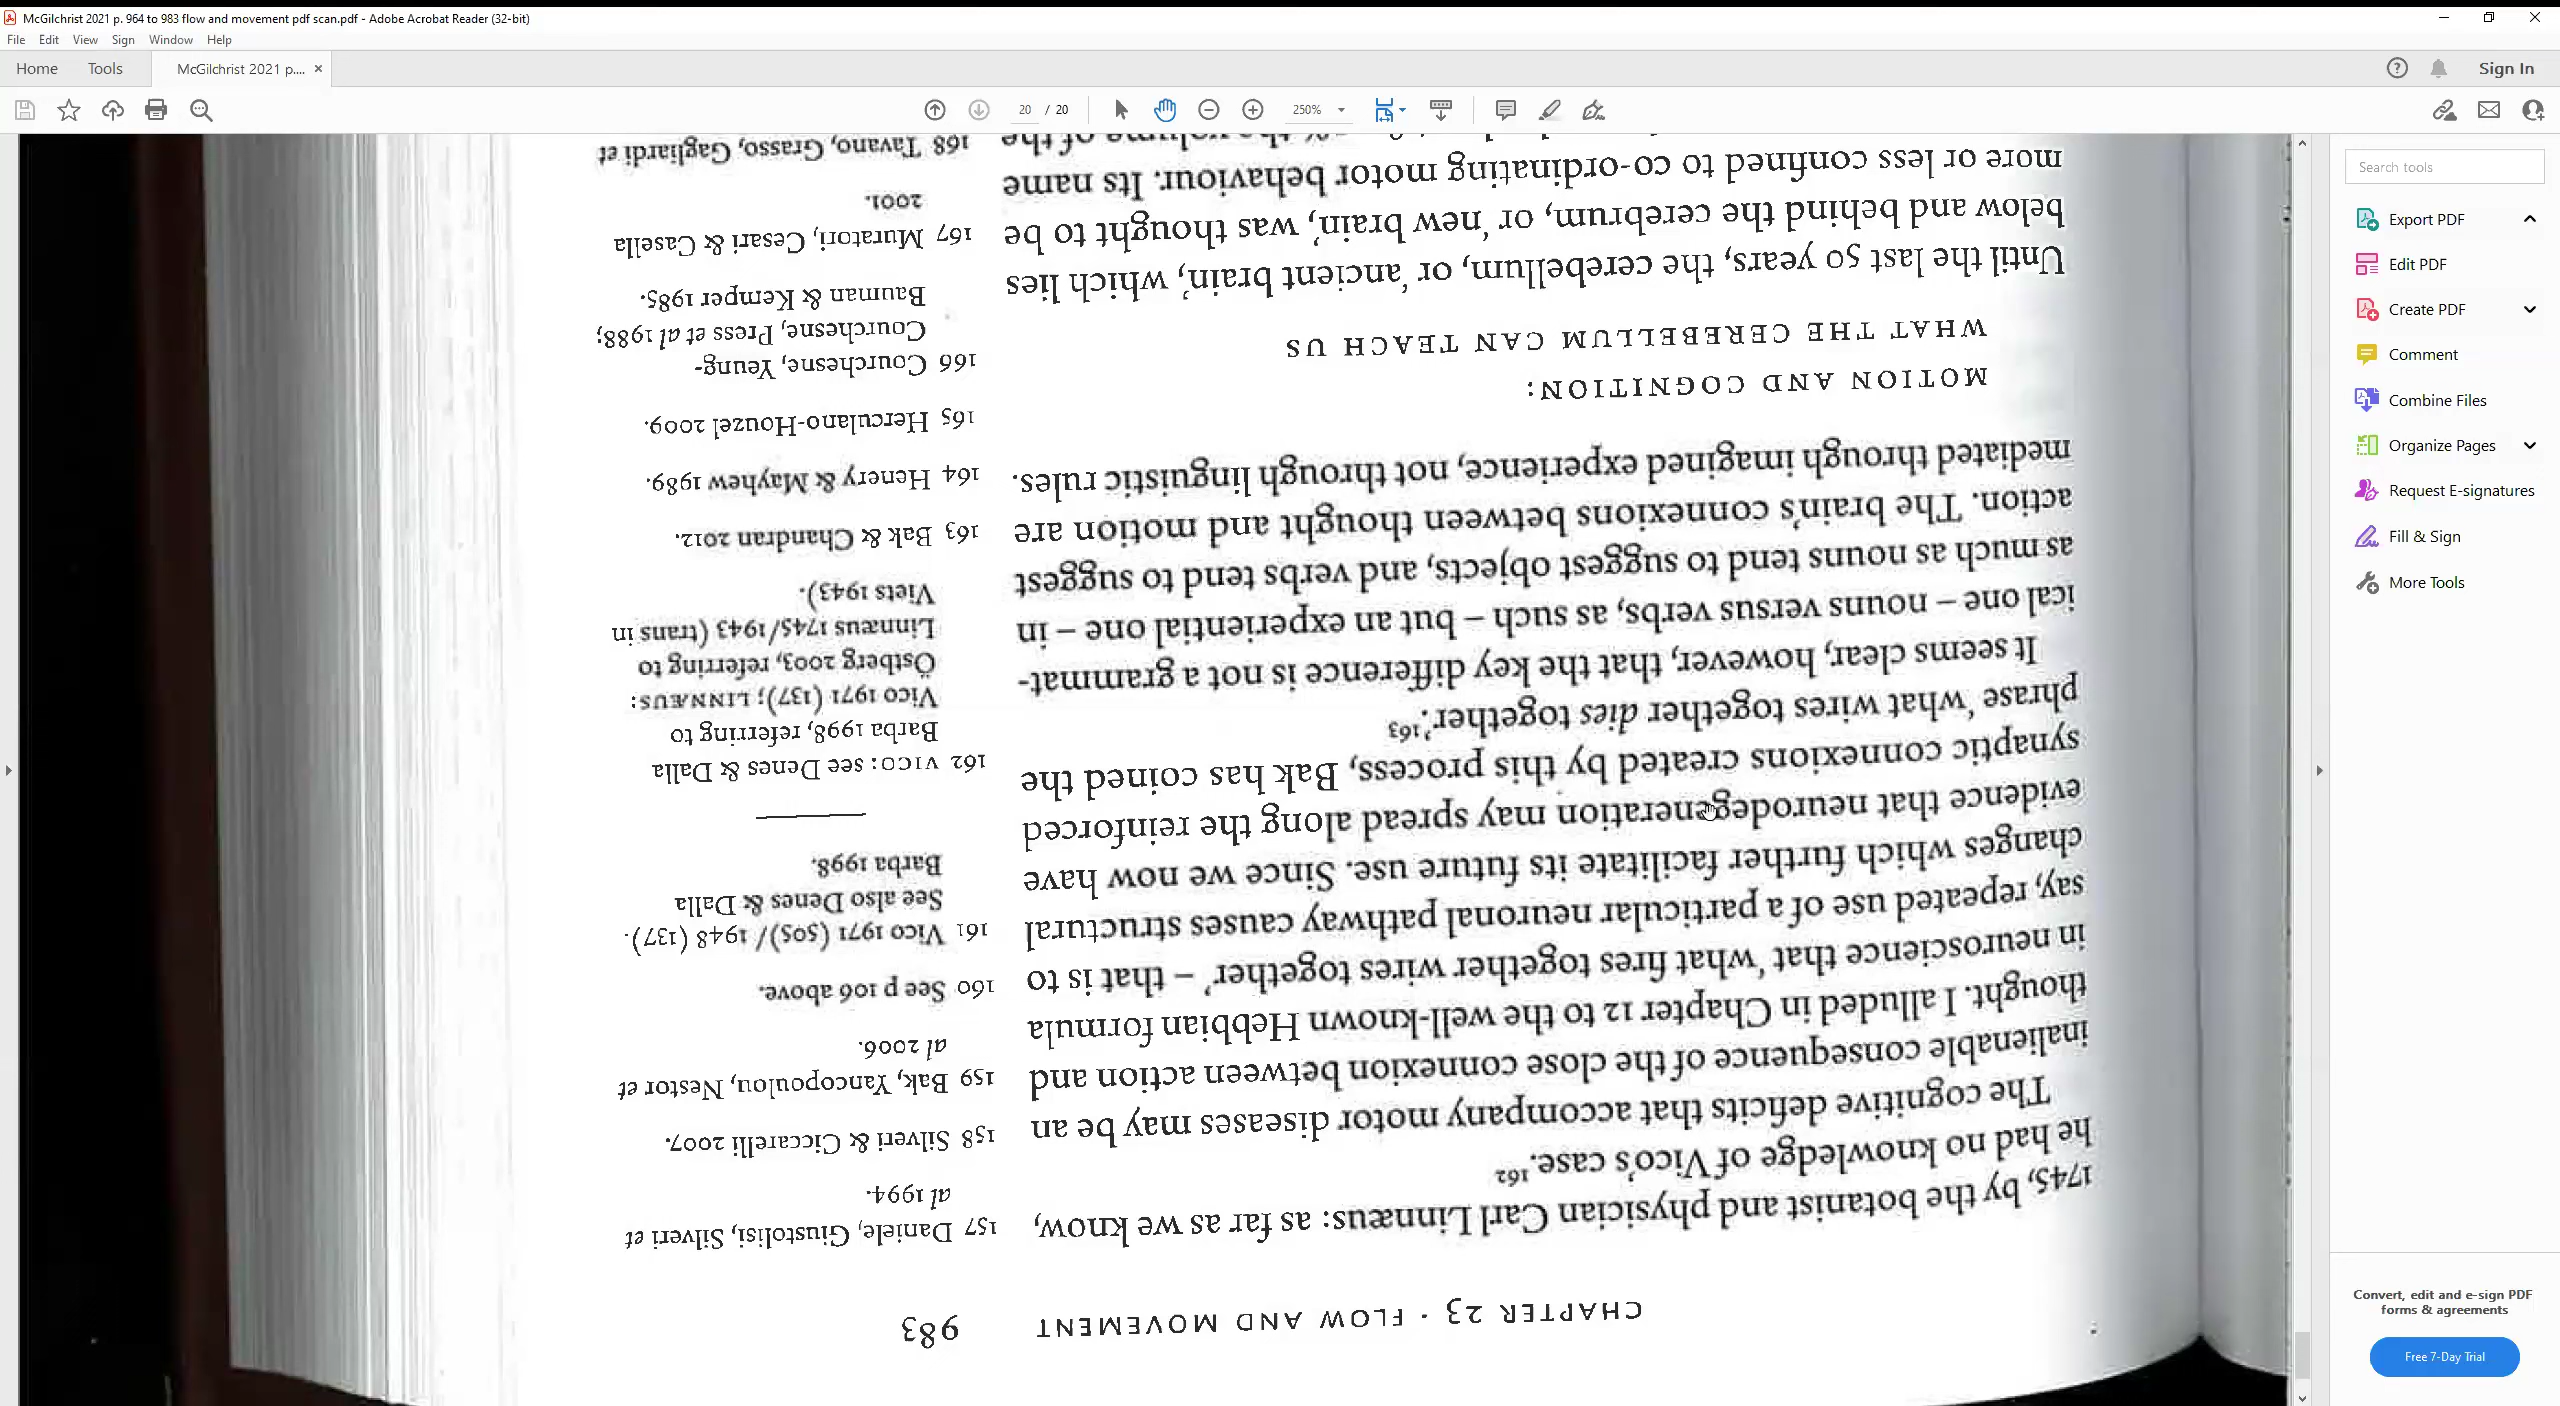 McGilchrist 2021 p. 964 to 983 flow and movement pdf scan.pdf - Adobe Acrobat Reader (32-bit)
File Edit View Sign Window Help
Home Tools McGilchrist 2021 p.... × Sign In
20 / 20 250%
CHAPTER 23 · FLOW AND MOVEMENT 983
1745, by the botanist and physician Carl Linnæus: as far as we know,
he had no knowledge of Vico's case.162
The cognitive deficits that accompany motor diseases may be an
inalienable consequence of the close connexion between action and
thought. I alluded in Chapter 12 to the well-known Hebbian formula
in neuroscience that 'what fires together wires together' – that is to
say, repeated use of a particular neuronal pathway causes structural
changes which further facilitate its future use. Since we now have
evidence that neurodegeneration may spread along the reinforced
synaptic connexions created by this process, Bak has coined the
phrase 'what wires together dies together'.163
It seems clear, however, that the key difference is not a grammat-
ical one – nouns versus verbs, as such – but an experiential one – in
as much as nouns tend to suggest objects, and verbs tend to suggest
action. The brain's connexions between thought and motion are
mediated through imagined experience, not through linguistic rules.
MOTION AND COGNITION:
WHAT THE CEREBELLUM CAN TEACH US
Until the last 50 years, the cerebellum, or 'ancient brain', which lies
below and behind the cerebrum, or 'new brain', was thought to be
more or less confined to co-ordinating motor behaviour. Its name
% the volume of the
157 Daniele, Giustolisi, Silveri et
al 1994.
158 Silveri & Ciccarelli 2007.
159 Bak, Yancopoulou, Nestor et
al 2006.
160 See p 106 above.
161 Vico 1971 (505)/ 1948 (137).
See also Denes & Dalla
Barba 1998.
162 VICO: see Denes & Dalla
Barba 1998, referring to
Vico 1971 (137); LINNÆUS:
Östberg 2003, referring to
Linnæus 1745/1943 (trans in
Viets 1943).
163 Bak & Chandran 2012.
164 Henery & Mayhew 1989.
165 Herculano-Houzel 2009.
166 Courchesne, Yeung-
Courchesne, Press et al 1988;
Bauman & Kemper 1985.
167 Muratori, Cesari & Casella
2001.
168 Tavano, Grasso, Gagliardi et
Search tools
Export PDF
Edit PDF
Create PDF
Comment
Combine Files
Organize Pages
Request E-signatures
Fill & Sign
More Tools
Convert, edit and e-sign PDF
forms & agreements
Free 7-Day Trial